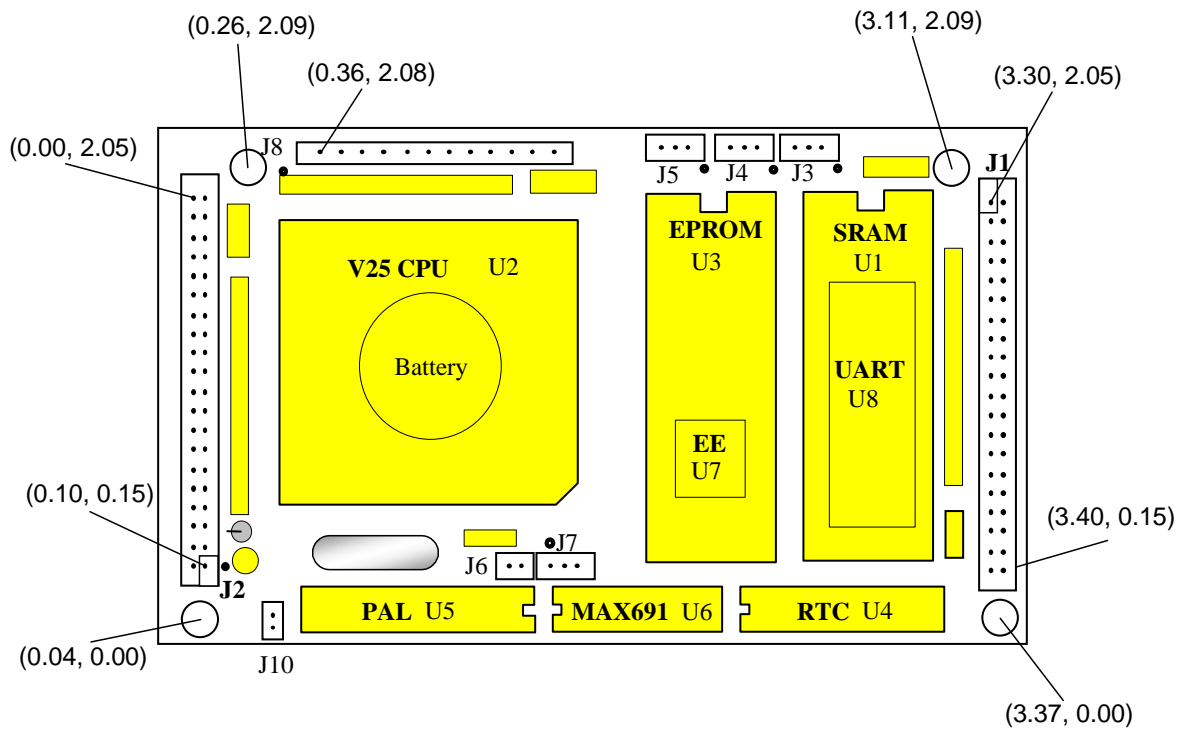 (0.26, 2.09)
(3.11, 2.09)
(0.36, 2.08)
(3.30, 2.05)
(0.00, 2.05)
J8
J5
J4
J3
J1
EPROM
U3
SRAM
U1
V25 CPU U2
Battery
UART
U8
EE
U7
(0.10, 0.15)
(3.40, 0.15)
J7
J6
J2
PAL U5
MAX691 U6
RTC U4
(0.04, 0.00)
J10
(3.37, 0.00)